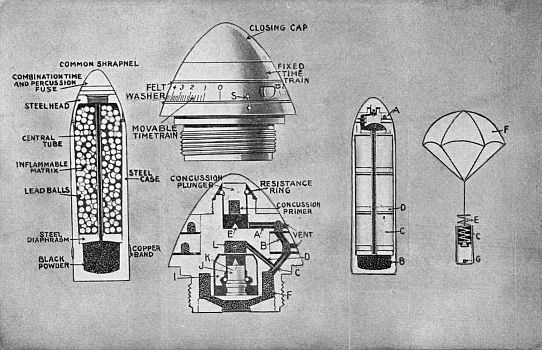 COMMON SHRAPNEL
COMBINATION TIME
AND PERCUSSION
FUSE
STEEL HEAD
CENTRAL
TUBE
INFLAMMABLE
MATRIX
LEAD BALLS
STEEL
CASE
STEEL
DIAPHRAGM
BLACK
POWDER
COPPER
BAND
CLOSING CAP
FIXED
TIME
TRAIN
FELT
WASHER
4 3 2 1 0
S
MOVABLE
TIME TRAIN
CONCUSSION
PLUNGER
RESISTANCE
RING
CONCUSSION
PRIMER
VENT
E
A
B
L
K
D
J
I
C
F
A
D
C
B
F
E
C
G